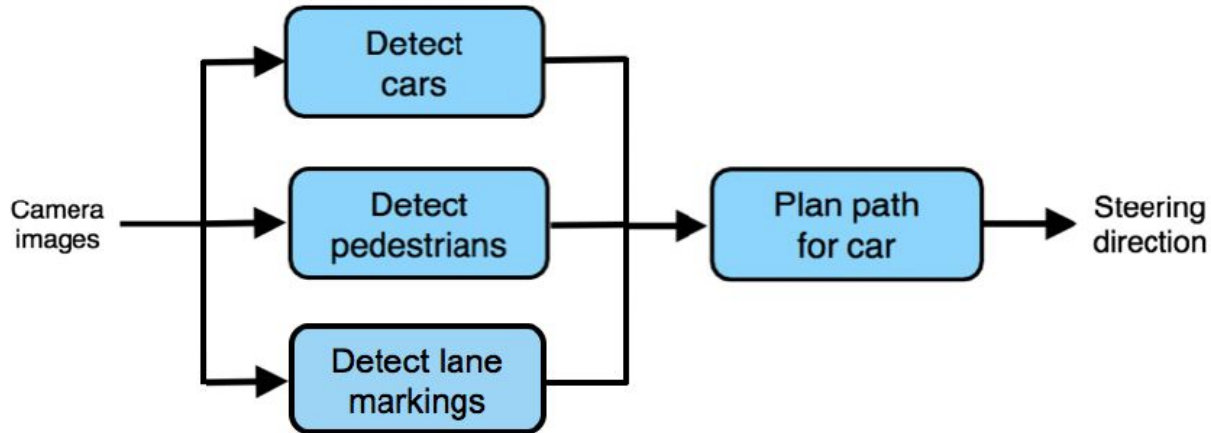 Detect
cars
Camera
images
Detect
pedestrians
Plan path
for car
Steering
direction
Detect lane
markings